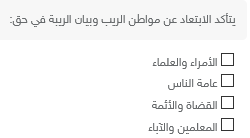 يتأكد الابتعاد عن مواطن الريب وبيان الريبة في حق:
الأمراء والعلماء
عامة الناس
القضاة والأئمة
المعلمين والآباء